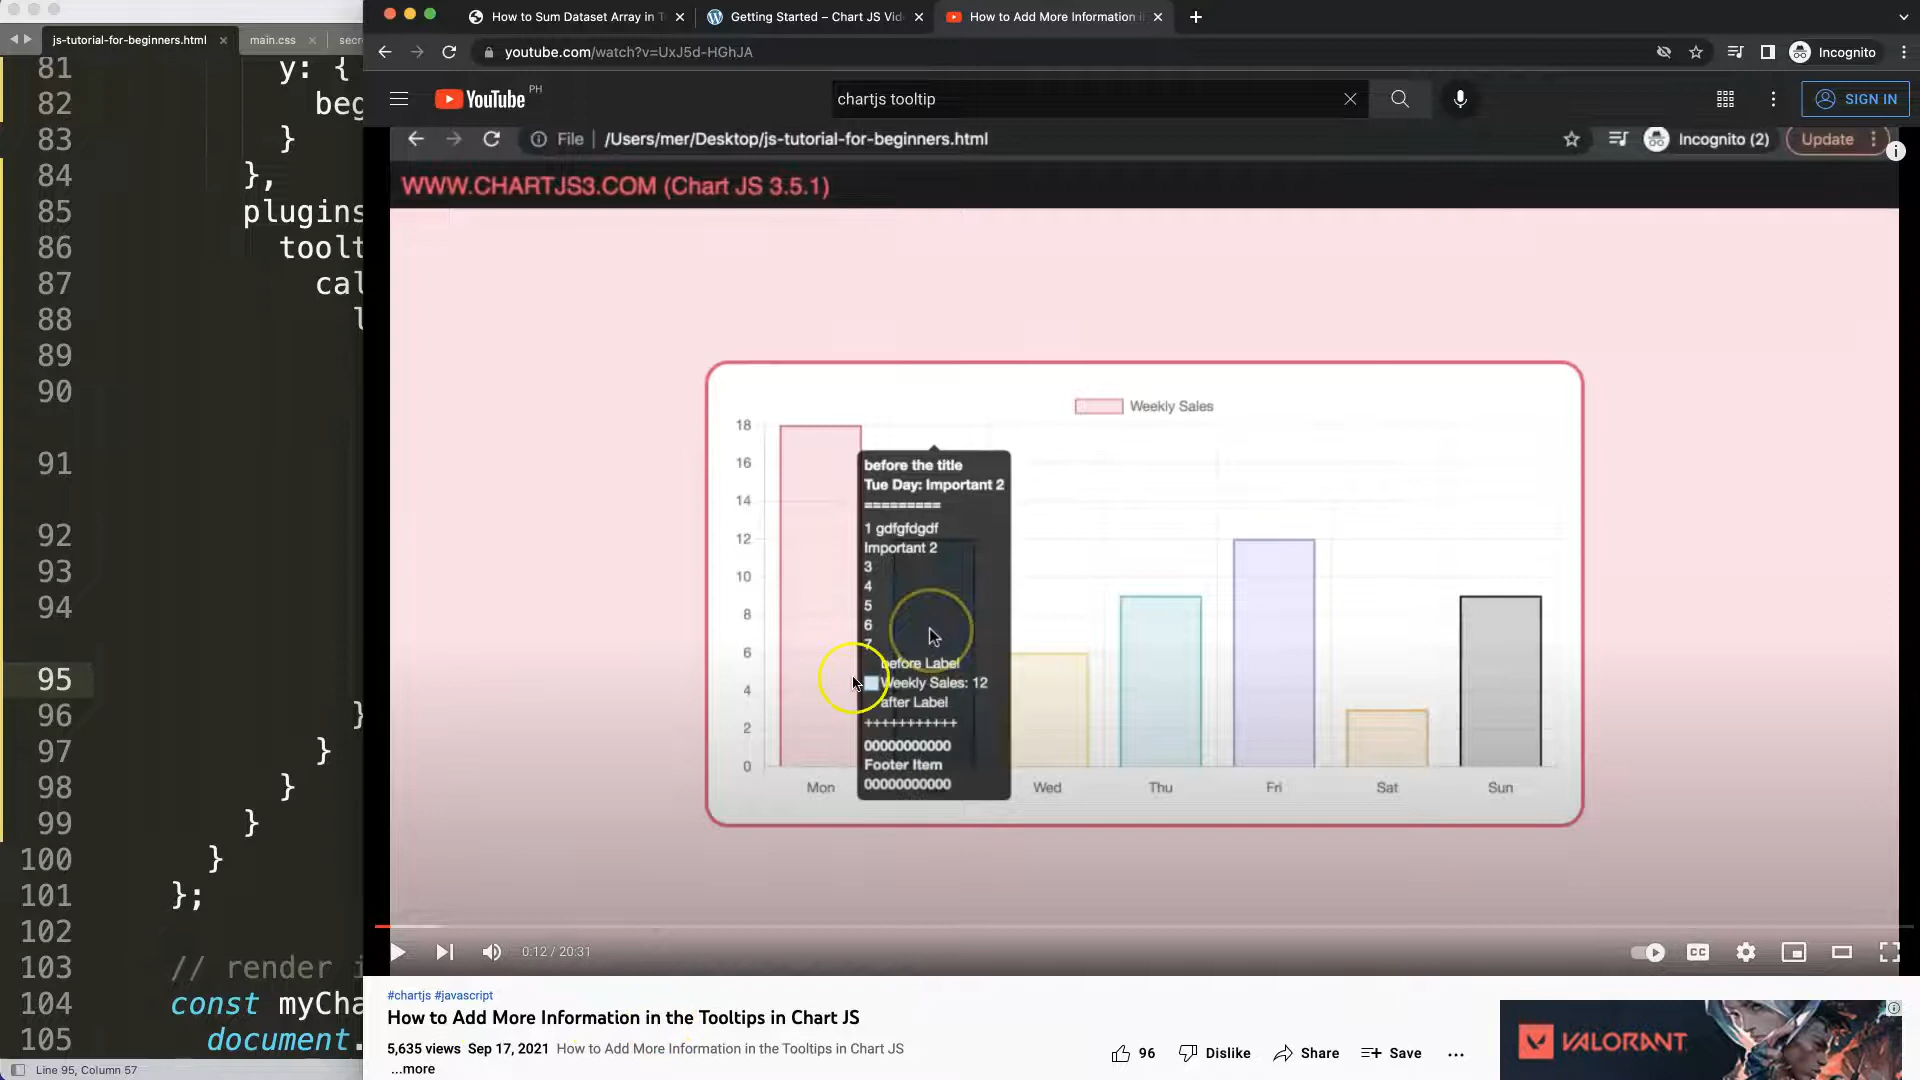 js-tutorial-for-beginners.html
main.css
81 y: {
82 beg
83 }
84 },
85 plugins
86 toolt
87 cal
88 l
89
90
91
92
93
94
95
96 }
97 }
98 }
99 }
100 }
101 };
102
103 // render i
104 const myCha
105 document.
Line 95, Column 57
How to Sum Dataset Array in
Getting Started – Chart JS Vid
How to Add More Information i
youtube.com/watch?v=UxJ5d-HGhJA
Incognito
YouTube PH
chartjs tooltip
SIGN IN
File /Users/mer/Desktop/js-tutorial-for-beginners.html
Incognito (2)
Update
WWW.CHARTJS3.COM (Chart JS 3.5.1)
Weekly Sales
18
16
14
12
10
8
6
4
2
0
before the title
Tue Day: Important 2
=========
1 gdfgfdgdf
Important 2
3
4
5
6
7
before Label
Weekly Sales: 12
after Label
+++++++++++
00000000000
Footer Item
00000000000
Mon
Wed
Thu
Fri
Sat
Sun
0:12 / 20:31
CC
#chartjs #javascript
How to Add More Information in the Tooltips in Chart JS
5,635 views Sep 17, 2021 How to Add More Information in the Tooltips in Chart JS
...more
96
Dislike
Share
Save
VALORANT